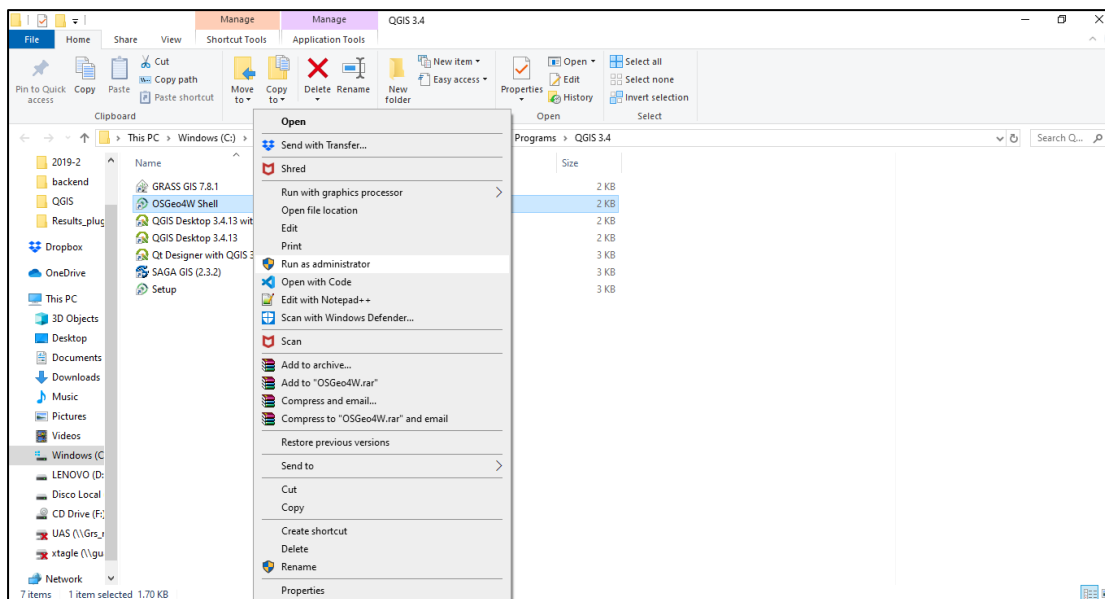 Manage Manage QGIS 3.4
File Home Share View Shortcut Tools Application Tools
Pin to Quick access
Copy
Paste
Cut
Copy path
Paste shortcut
Clipboard
Move to
Copy to
Delete
Rename
New folder
New item
Easy access
Properties
Open
Edit
History
Open
Select all
Select none
Invert selection
Select
This PC > Windows (C:) > Programs > QGIS 3.4
Search Q...
2019-2
backend
QGIS
Results_plug
Dropbox
OneDrive
This PC
3D Objects
Desktop
Documents
Downloads
Music
Pictures
Videos
Windows (C
LENOVO (D:
Disco Local
CD Drive (F:)
UAS (\\Grs_r
xtagle (\\gu
Network
Name Size
GRASS GIS 7.8.1 2 KB
OSGeo4W Shell 2 KB
QGIS Desktop 3.4.13 wit 2 KB
QGIS Desktop 3.4.13 2 KB
Qt Designer with QGIS 3 3 KB
SAGA GIS (2.3.2) 3 KB
Setup 3 KB
Open
Send with Transfer...
Shred
Run with graphics processor
Open file location
Edit
Print
Run as administrator
Open with Code
Edit with Notepad++
Scan with Windows Defender...
Scan
Add to archive...
Add to "OSGeo4W.rar"
Compress and email...
Compress to "OSGeo4W.rar" and email
Restore previous versions
Send to
Cut
Copy
Create shortcut
Delete
Rename
Properties
7 items 1 item selected 1.70 KB